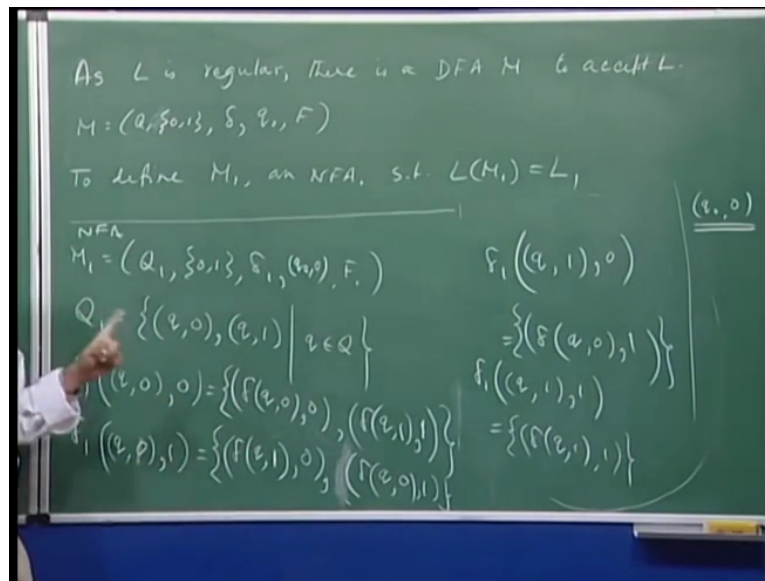 As L is regular, there is a DFA M to accept L.
M = (Q, {0,1}, δ, q₀, F)
To define M₁, an NFA, s.t. L(M₁) = L₁
NFA
M₁ = (Q₁, {0,1}, δ₁, (q₀,0), F₁)
Q₁ {(q,0), (q,1) | q ∈ Q}
((q,0),0) = {(δ(q,0),0), (δ(q,1),1)}
((q,0),1) = {(δ(q,1),0), (δ(q,0),1)}
δ₁((q,1),0)
= {(δ(q,0),1)}
δ₁((q,1),1)
= {(δ(q,1),1)}
(q₀,0)